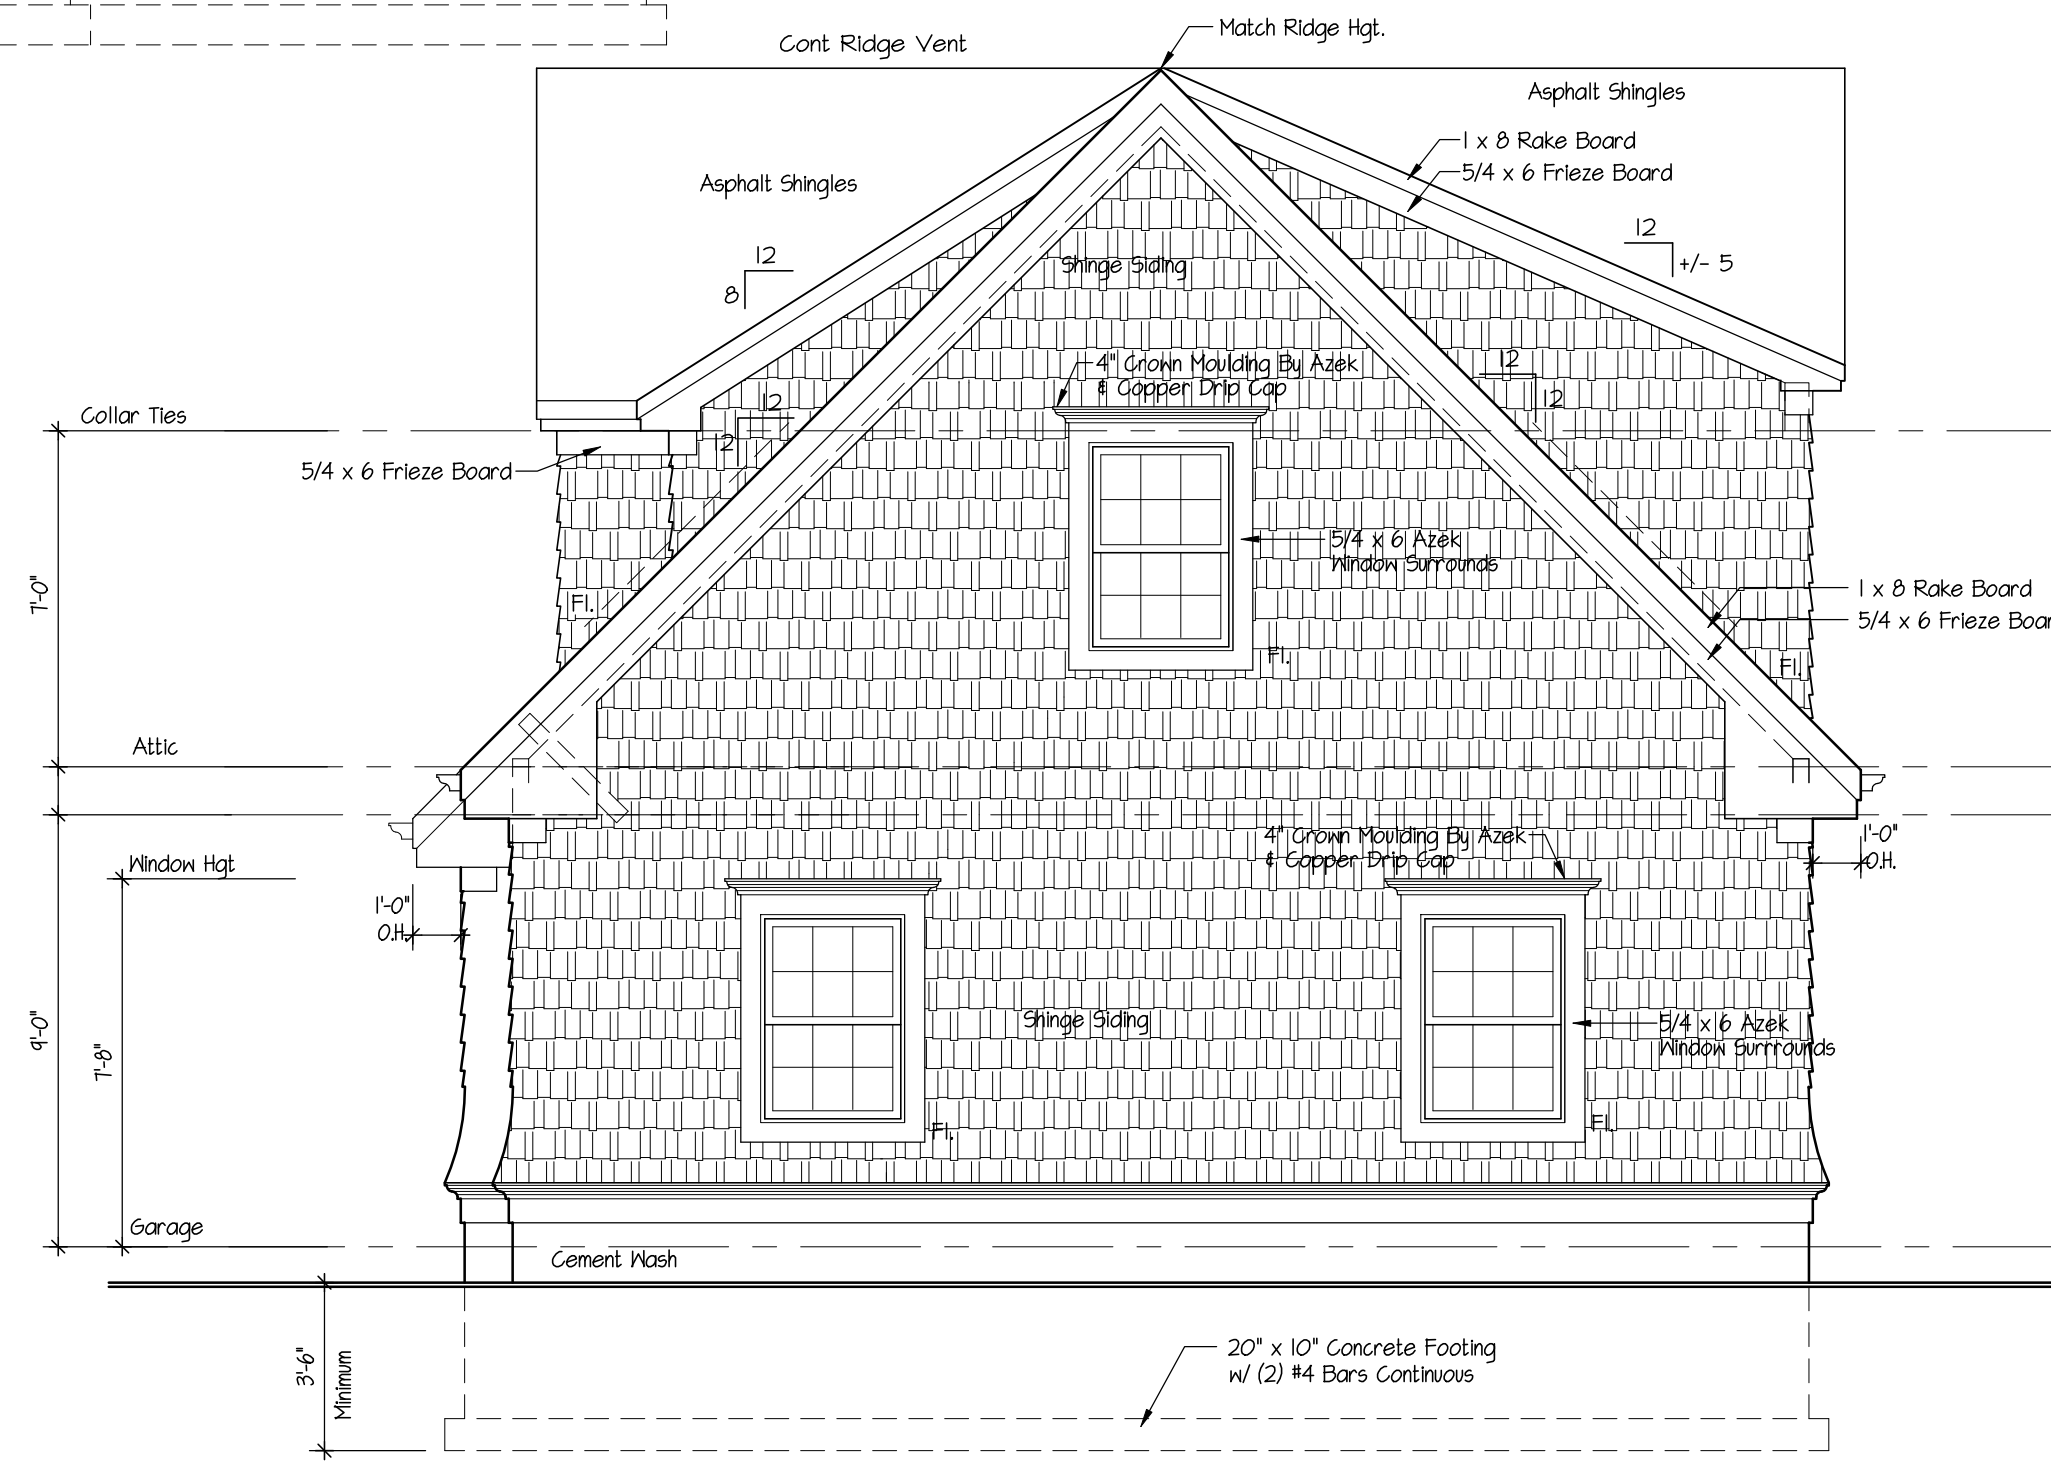 Match Ridge Hgt.
Cont Ridge Vent
Asphalt Shingles
1 x 8 Rake Board
5/4 x 6 Frieze Board
Asphalt Shingles
12
+/- 5
12
8
Shinge Siding
4" Crown Moulding By Azek
& Copper Drip Cap
12
12
12
12
Collar Ties
5/4 x 6 Frieze Board
5/4 x 6 Azek
Window Surrounds
7'-0"
Fl.
1 x 8 Rake Board
5/4 x 6 Frieze Boar
Fl.
Fl.
Attic
4" Crown Moulding By Azek
& Copper Drip Cap
1'-0"
O.H.
Window Hgt
1'-0"
O.H.
9'-0"
7'-8"
Shinge Siding
5/4 x 6 Azek
Window Surrrounds
Fl.
Fl.
Garage
Cement Wash
3'-6"
Minimum
20" x 10" Concrete Footing
w/ (2) #4 Bars Continuous